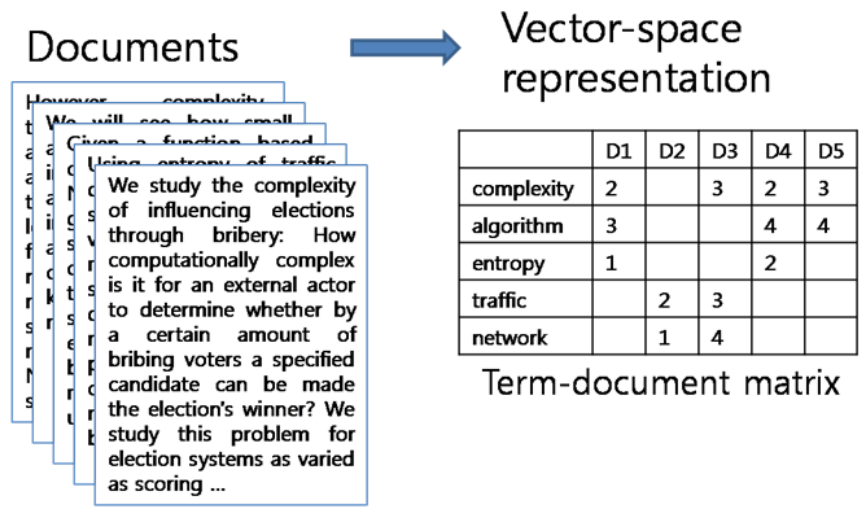 Documents
Vector-space
representation
However complexity
We will see how small
Given a function based
Using entropy of traffic
We study the complexity
of influencing elections
through bribery: How
computationally complex
is it for an external actor
to determine whether by
a certain amount of
bribing voters a specified
candidate can be made
the election's winner? We
study this problem for
election systems as varied
as scoring ...
D1 D2 D3 D4 D5
complexity 2 3 2 3
algorithm 3 4 4
entropy 1 2
traffic 2 3
network 1 4
Term-document matrix